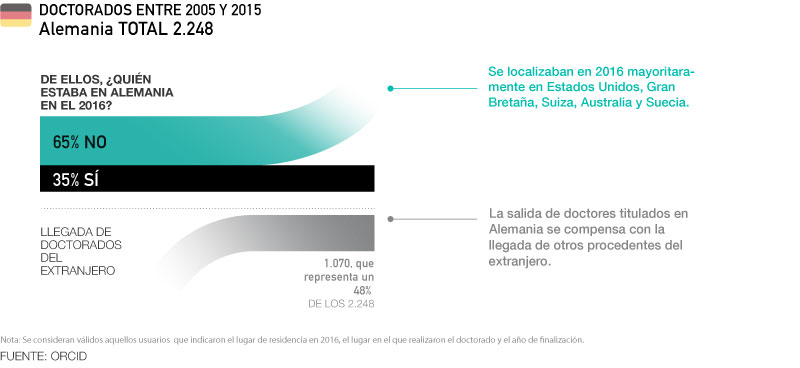 DOCTORADOS ENTRE 2005 Y 2015
Alemania TOTAL 2.248
DE ELLOS, ¿QUIÉN
ESTABA EN ALEMANIA
EN EL 2016?
65% NO
35% SÍ
Se localizaban en 2016 mayoritara-
mente en Estados Unidos, Gran
Bretaña, Suiza, Australia y Suecia.
LLEGADA DE
DOCTORADOS
DEL
EXTRANJERO
1.070, que
representa un
48%
DE LOS 2.248
La salida de doctores titulados en
Alemania se compensa con la
llegada de otros procedentes del
extranjero.
Nota: Se consideran válidos aquellos usuarios que indicaron el lugar de residencia en 2016, el lugar en el que realizaron el doctorado y el año de finalización.
FUENTE: ORCID